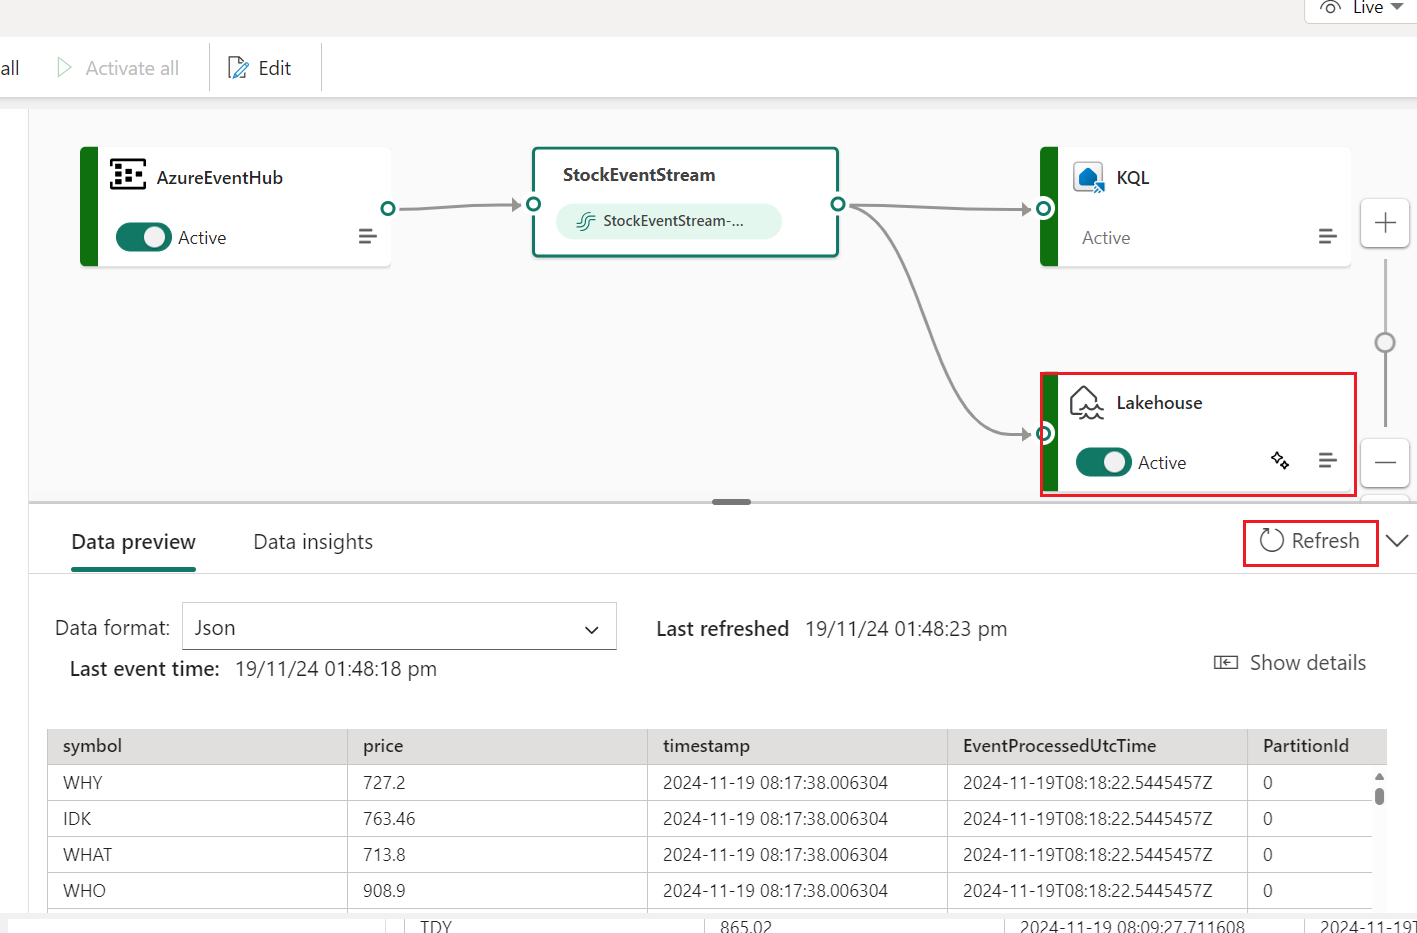 Live
all Activate all Edit
AzureEventHub
Active
StockEventStream
StockEventStream-...
KQL
Active
Lakehouse
Active
Data preview Data insights Refresh
Data format: Json Last refreshed 19/11/24 01:48:23 pm
Last event time: 19/11/24 01:48:18 pm Show details
symbol price timestamp EventProcessedUtcTime PartitionId
WHY 727.2 2024-11-19 08:17:38.006304 2024-11-19T08:18:22.5445457Z 0
IDK 763.46 2024-11-19 08:17:38.006304 2024-11-19T08:18:22.5445457Z 0
WHAT 713.8 2024-11-19 08:17:38.006304 2024-11-19T08:18:22.5445457Z 0
WHO 908.9 2024-11-19 08:17:38.006304 2024-11-19T08:18:22.5445457Z 0
TDY 865.02 2024-11-19 08:09:27.711608 2024-11-19T